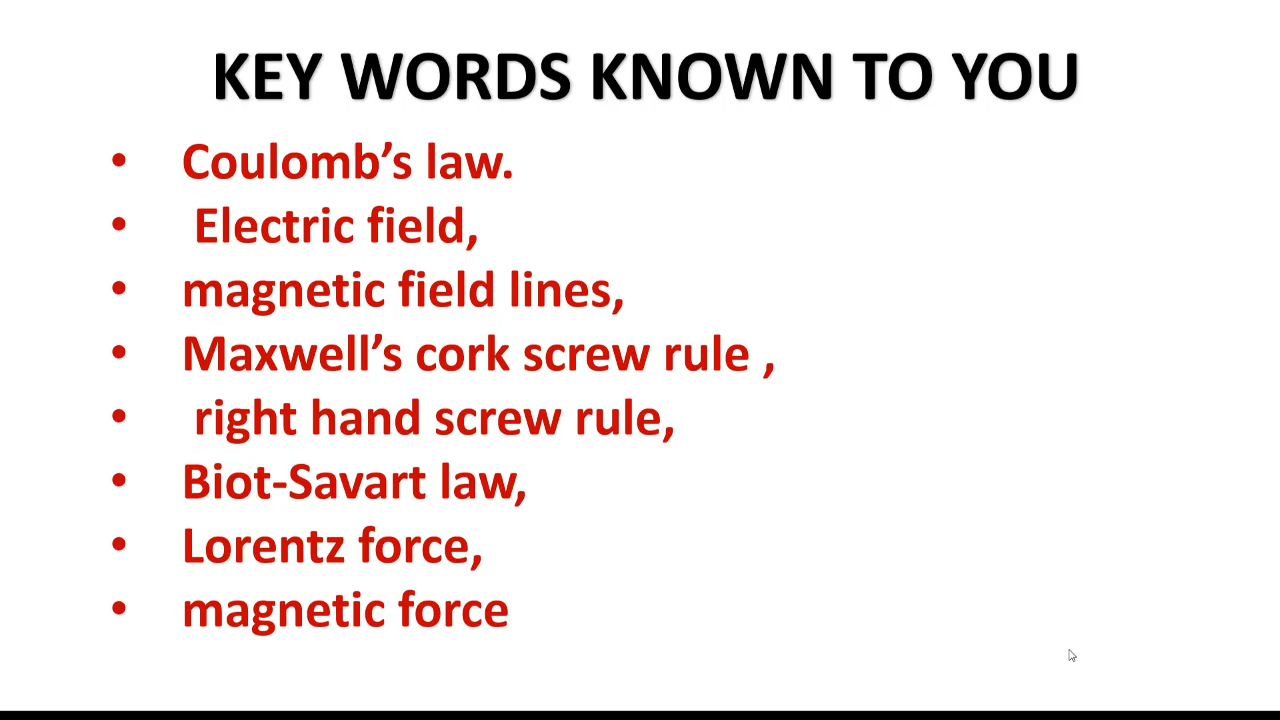 KEY WORDS KNOWN TO YOU
• Coulomb’s law.
• Electric field,
• magnetic field lines,
• Maxwell’s cork screw rule ,
• right hand screw rule,
• Biot-Savart law,
• Lorentz force,
• magnetic force